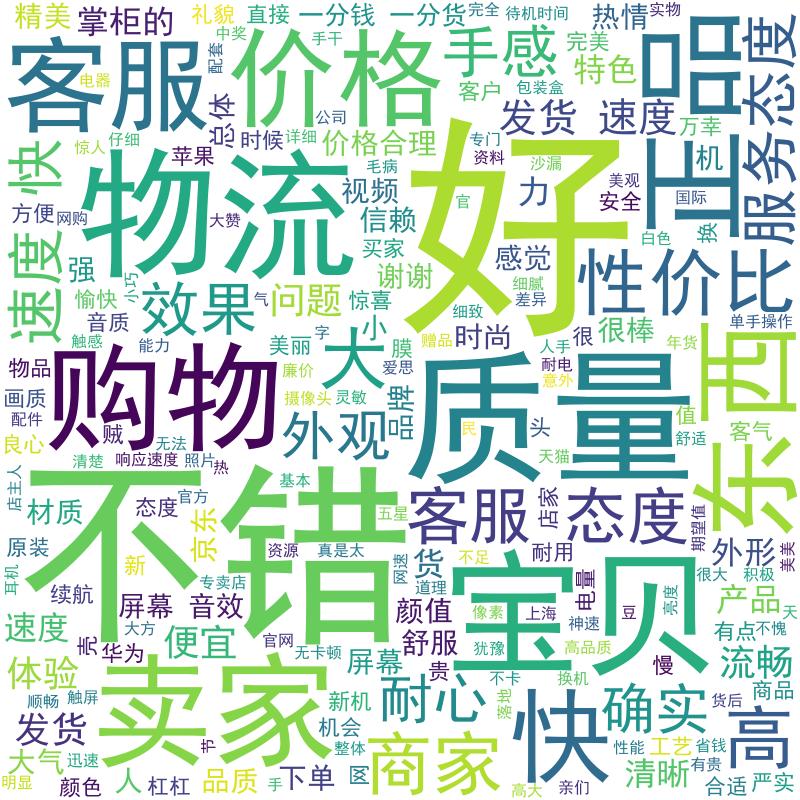 精美
掌柜的
礼貌
直接
一分钱
一分货
完全
待机时间
热情
实物
中奖
手干
配套
客服
价格
手感
完美
特色
正品
服务态度
电器
总体
公司
客户
包装盒
发货
速度
万幸
惊人
仔细
苹果
时候
详细
价格合理
专门
资料
沙漏
机
快
物流
好
毛病
视频
力
美观
安全
国际
方便
网购
大赞
信赖
官
换
白色
速度
强
小巧
效果
气
问题
买家
谢谢
惊喜
感觉
细腻
差异
性价比
愉快
音质
触感
能力
字
美丽
小
膜
细致
赠品
时尚
人手
很
很棒
单手操作
年货
物品
购物
廉价
大
爱思
耐电
意外
画质
配件
摄像头
灵敏
外观
品牌
质量
值
舒适
东西
良心
贼
无法
头
天猫
客气
清楚
响应速度
照片
热
民
店主人
不错
基本
客服
态度
店家
期望值
材质
态度
官方
五星
京东
原装
新
资源
真是太
货
不足
耐用
外形
美美
耳机
续航
专卖店
网速
道理
宝贝
电量
很大
积极
屏幕
音效
颜值
像素
上海
豆
亮度
产品
天
速度
亮
华为
大方
便宜
官网
无卡顿
舒服
犹豫
神速
高品质
有点
不愧
体验
卖家
屏幕
贵
不卡
换机
慢
流畅
顺畅
触屏
新机
耐心
快
确实
商品
发货
机会
货后
高
大气
迅速
节
整体
商家
性能
工艺
省钱
明显
颜色
人
杠杠
品质
手
下单
网
高大
亲们
清晰
有贵
合适
严实